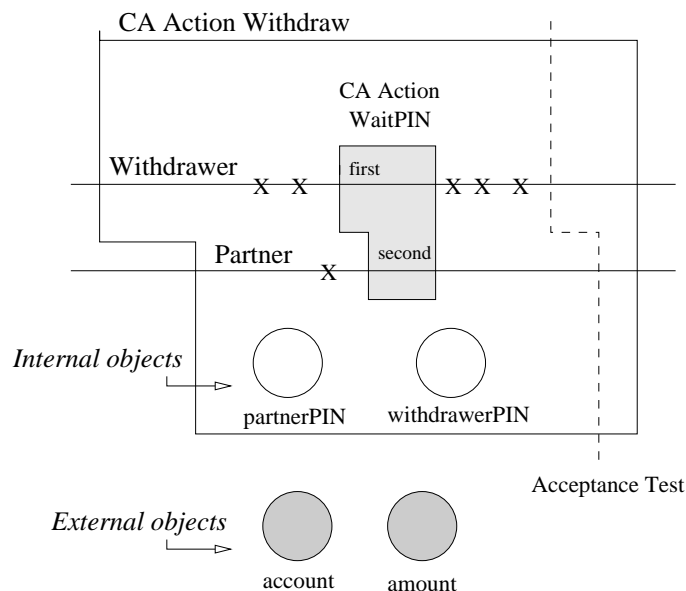 CA Action Withdraw
CA Action
WaitPIN
Withdrawer
first
X X X X X
Partner
second
X
Internal objects
partnerPIN
withdrawerPIN
Acceptance Test
External objects
account
amount